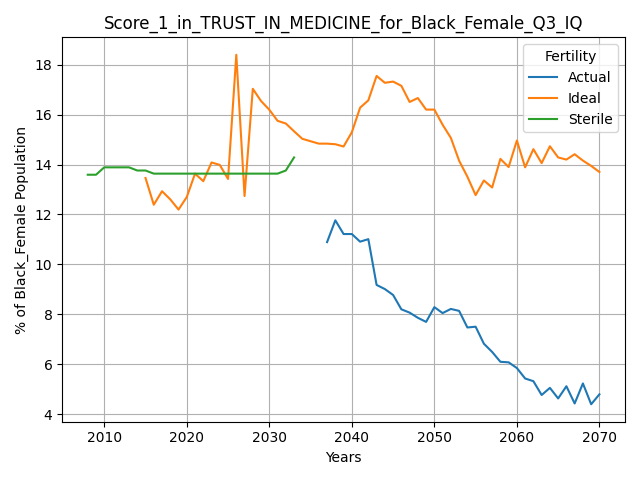 Score_1_in_TRUST_IN_MEDICINE_for_Black_Female_Q3_IQ
Fertility
Actual
Ideal
Sterile
% of Black_Female Population
18
16
14
12
10
8
6
4
2010 2020 2030 2040 2050 2060 2070
Years